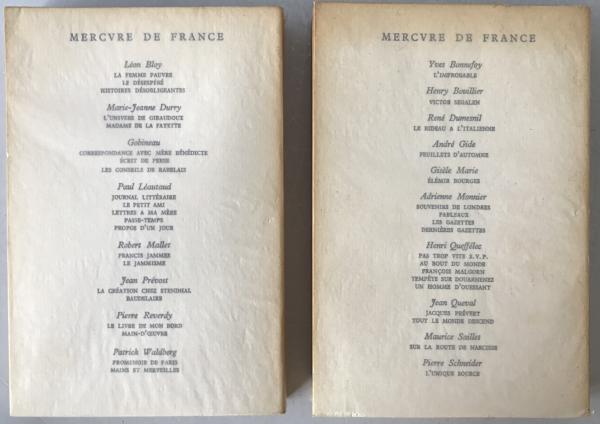 MERCVRE DE FRANCE
Léon Bloy
LA FEMME PAUVRE
LE DÉSESPÉRÉ
HISTOIRES DÉSOBLIGEANTES
Marie-Jeanne Durry
L'UNIVERS DE GIRAUDOUX
MADAME DE LA FAYETTE
Gobineau
CORRESPONDANCE AVEC MÈRE BÉNÉDICTE
ÉCRIT DE PERSE
LES CONSEILS DE RABELAIS
Paul Léautaud
JOURNAL LITTÉRAIRE
LE PETIT AMI
LETTRES A MA MÈRE
PASSE-TEMPS
PROPOS D'UN JOUR
Robert Mallet
FRANCIS JAMMES
LE JAMMISME
Jean Prévost
LA CRÉATION CHEZ STENDHAL
BAUDELAIRE
Pierre Reverdy
LE LIVRE DE MON BORD
MAIN-D'ŒUVRE
Patrick Waldberg
PROMENOIR DE PARIS
MAINS ET MERVEILLES
MERCVRE DE FRANCE
Yves Bonnefoy
L'IMPROBABLE
Henry Bouillier
VICTOR SEGALEN
René Dumesnil
LE RIDEAU A L'ITALIENNE
André Gide
FEUILLETS D'AUTOMNE
Gisèle Marie
ÉLÉMIR BOURGES
Adrienne Monnier
SOUVENIRS DE LONDRES
FABLEAUX
LES GAZETTES
DERNIÈRES GAZETTES
Henri Queffélec
PAS TROP VITE S.V.P.
AU BOUT DU MONDE
FRANÇOIS MALGORN
TEMPÊTE SUR DOUARNENEZ
UN HOMME D'OUESSANT
Jean Queval
JACQUES PRÉVERT
TOUT LE MONDE DESCEND
Maurice Saillet
SUR LA ROUTE DE NARCISSE
Pierre Schneider
L'UNIQUE SOURCE